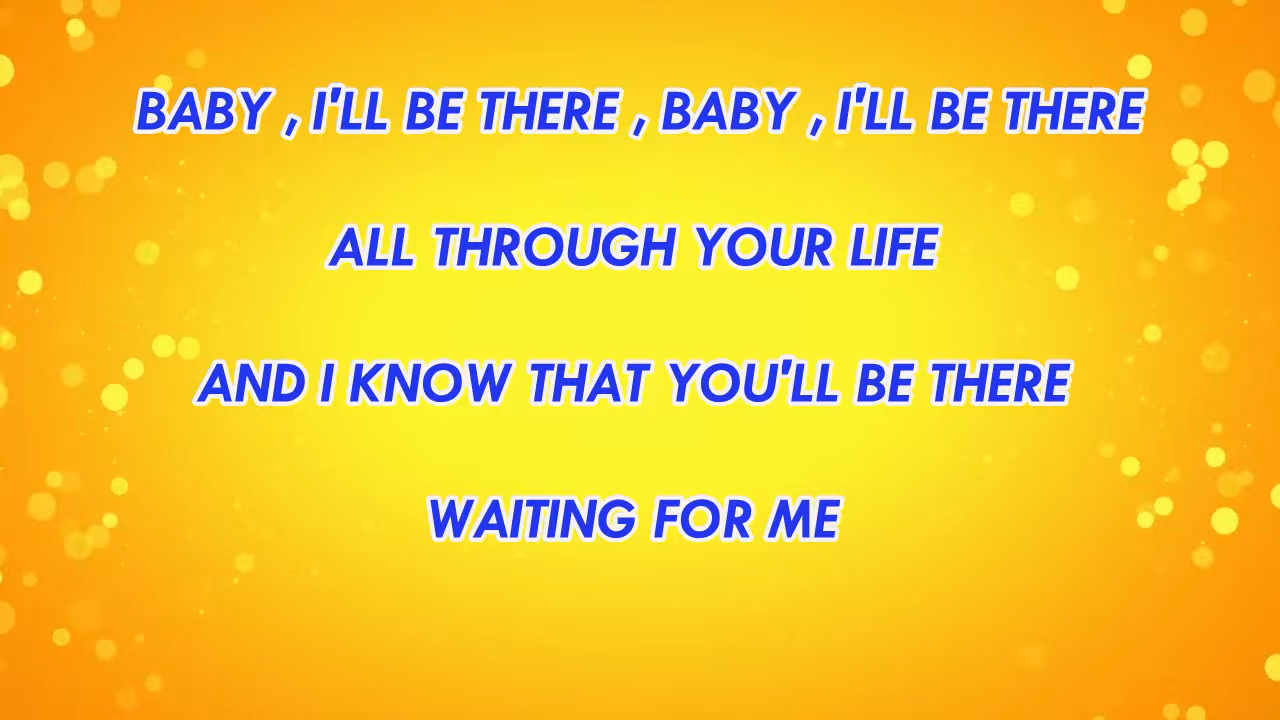 BABY , I'LL BE THERE , BABY , I'LL BE THERE
ALL THROUGH YOUR LIFE
AND I KNOW THAT YOU'LL BE THERE
WAITING FOR ME